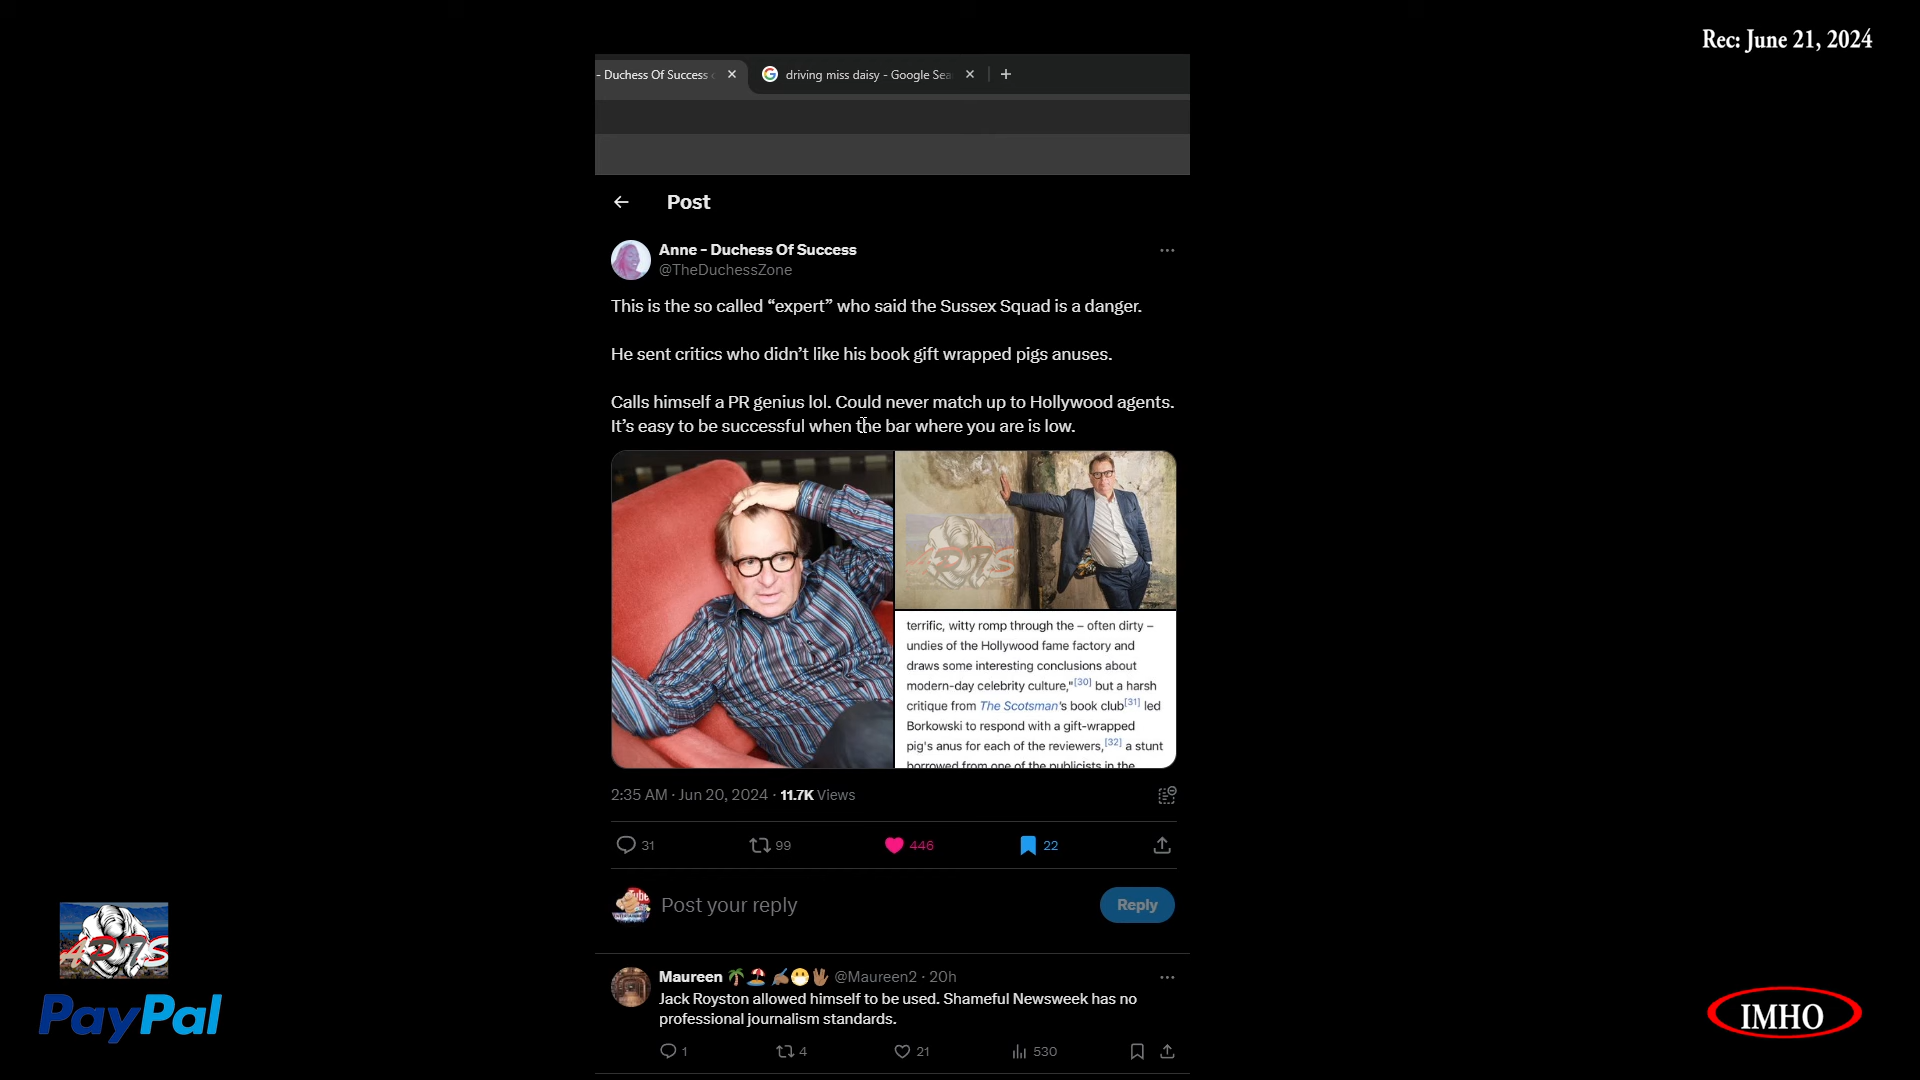 Rec: June 21, 2024
- Duchess Of Success
driving miss daisy - Google Sea
Post
Anne - Duchess Of Success
@TheDuchessZone
This is the so called “expert” who said the Sussex Squad is a danger.
He sent critics who didn’t like his book gift wrapped pigs anuses.
Calls himself a PR genius lol. Could never match up to Hollywood agents.
It’s easy to be successful when the bar where you are is low.
terrific, witty romp through the – often dirty –
undies of the Hollywood fame factory and
draws some interesting conclusions about
modern-day celebrity culture,"[30] but a harsh
critique from The Scotsman's book club[31] led
Borkowski to respond with a gift-wrapped
pig's anus for each of the reviewers,[32] a stunt
borrowed from one of the publicists in the
2:35 AM · Jun 20, 2024 · 11.7K Views
31
99
446
22
Post your reply
Reply
Maureen @Maureen2 · 20h
Jack Royston allowed himself to be used. Shameful Newsweek has no
professional journalism standards.
1
4
21
530
PayPal
IMHO